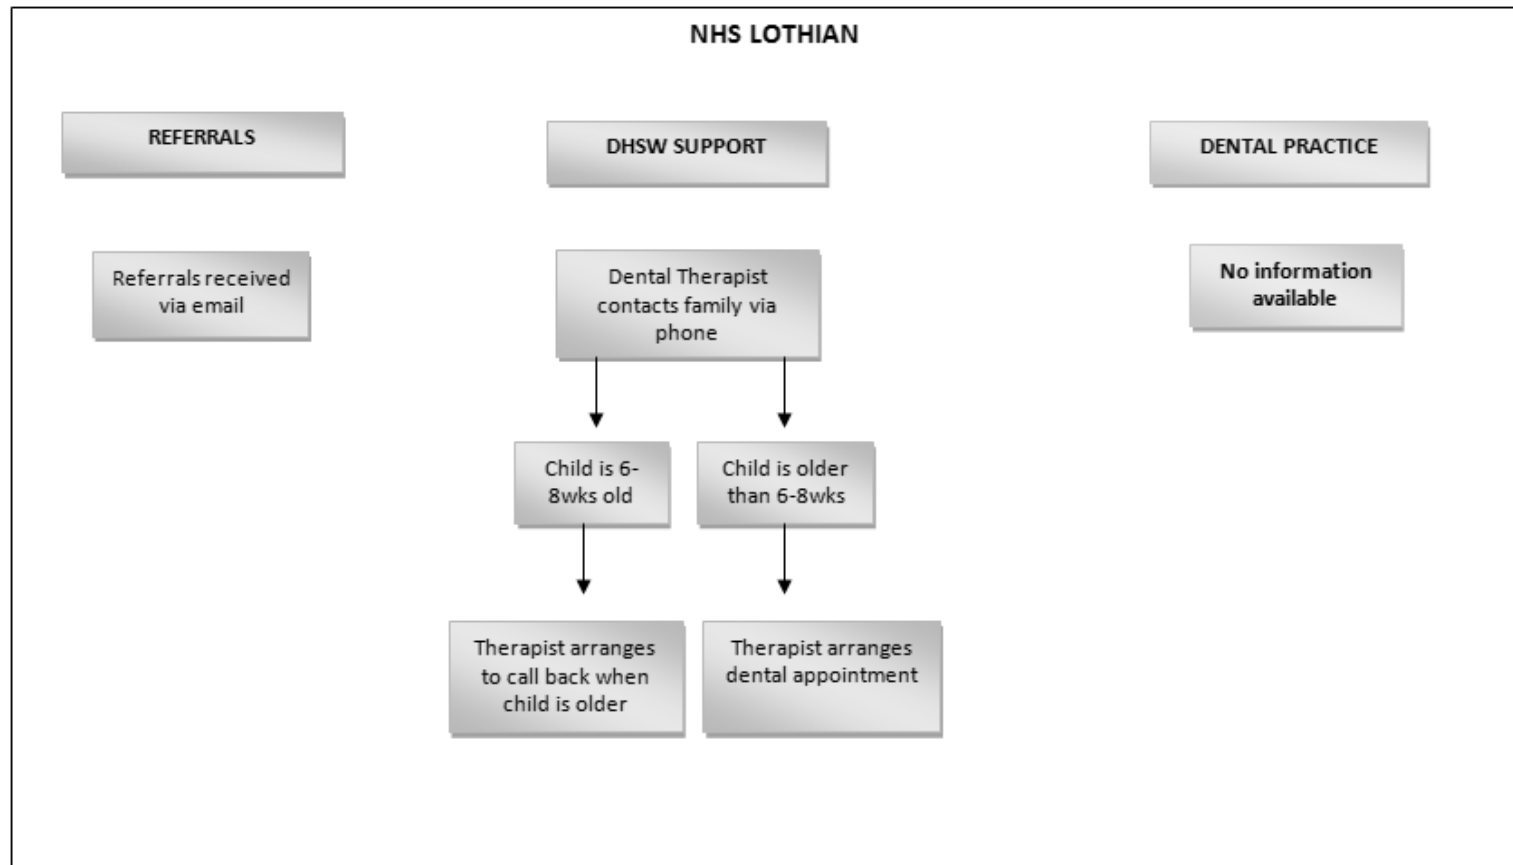 NHS LOTHIAN
REFERRALS
DHSW SUPPORT
DENTAL PRACTICE
Referrals received
via email
Dental Therapist
contacts family via
phone
No information
available
Child is 6-
8wks old
Child is older
than 6-8wks
Therapist arranges
to call back when
child is older
Therapist arranges
dental appointment